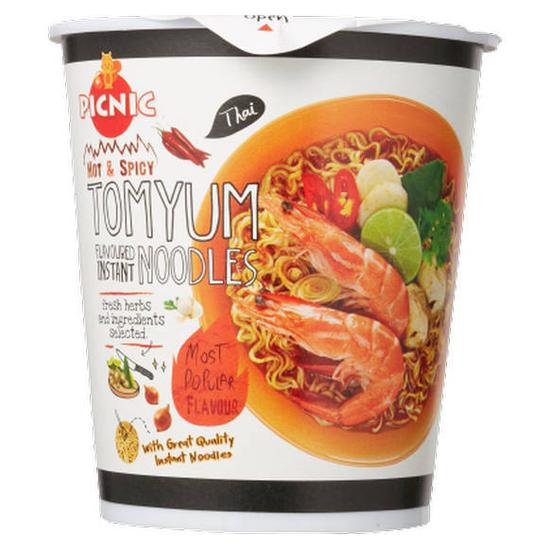 Open
PICNIC
Thai
HOT & SPICY
TOMYUM
FLAVOURED
INSTANT
NOODLES
fresh herbs
and ingredients
selected.
MOST
POPULAR
FLAVOUR
with Great Quality
Instant Noodles